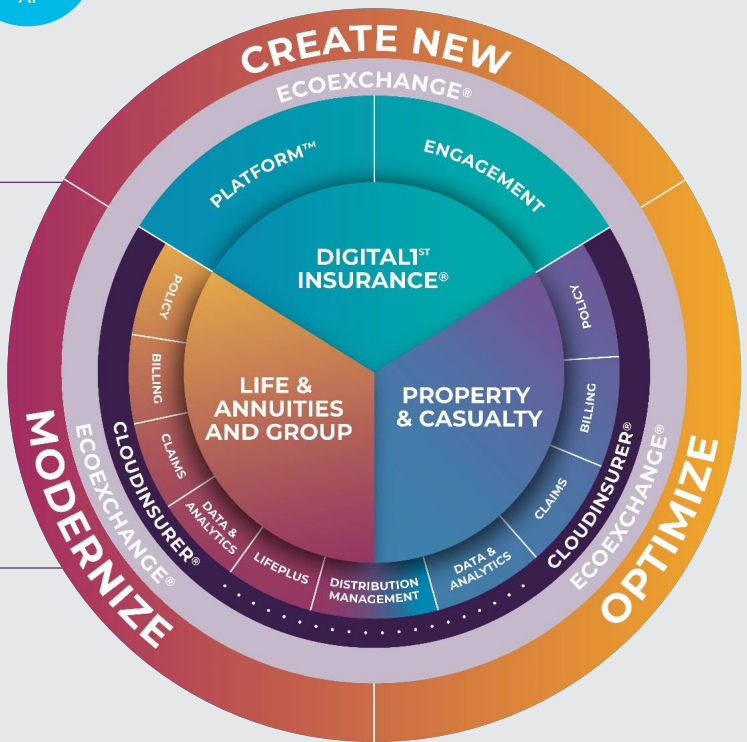 CREATE NEW
ECOEXCHANGE®
PLATFORM™
ENGAGEMENT
DIGITAL1ST
INSURANCE®
POLICY
BILLING
CLAIMS
DATA &
ANALYTICS
LIFEPLUS
DISTRIBUTION
MANAGEMENT
DATA &
ANALYTICS
CLAIMS
BILLING
POLICY
LIFE &
ANNUITIES
AND GROUP
PROPERTY
& CASUALTY
CLOUDINSURER®
CLOUDINSURER®
ECOEXCHANGE®
ECOEXCHANGE®
MODERNIZE
OPTIMIZE